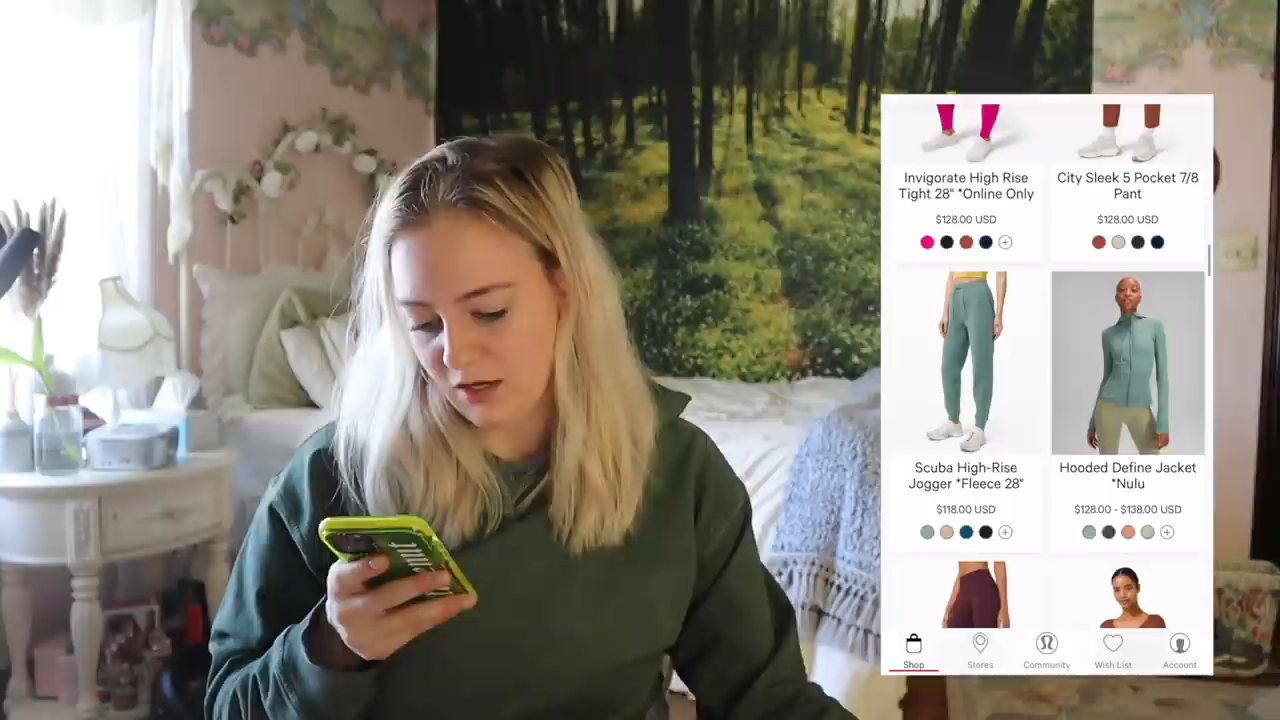 Invigorate High Rise
Tight 28" *Online Only
$128.00 USD
City Sleek 5 Pocket 7/8
Pant
$128.00 USD
Scuba High-Rise
Jogger *Fleece 28"
$118.00 USD
Hooded Define Jacket
*Nulu
$128.00 - $138.00 USD
Shop
Stores
Community
Wish List
Account